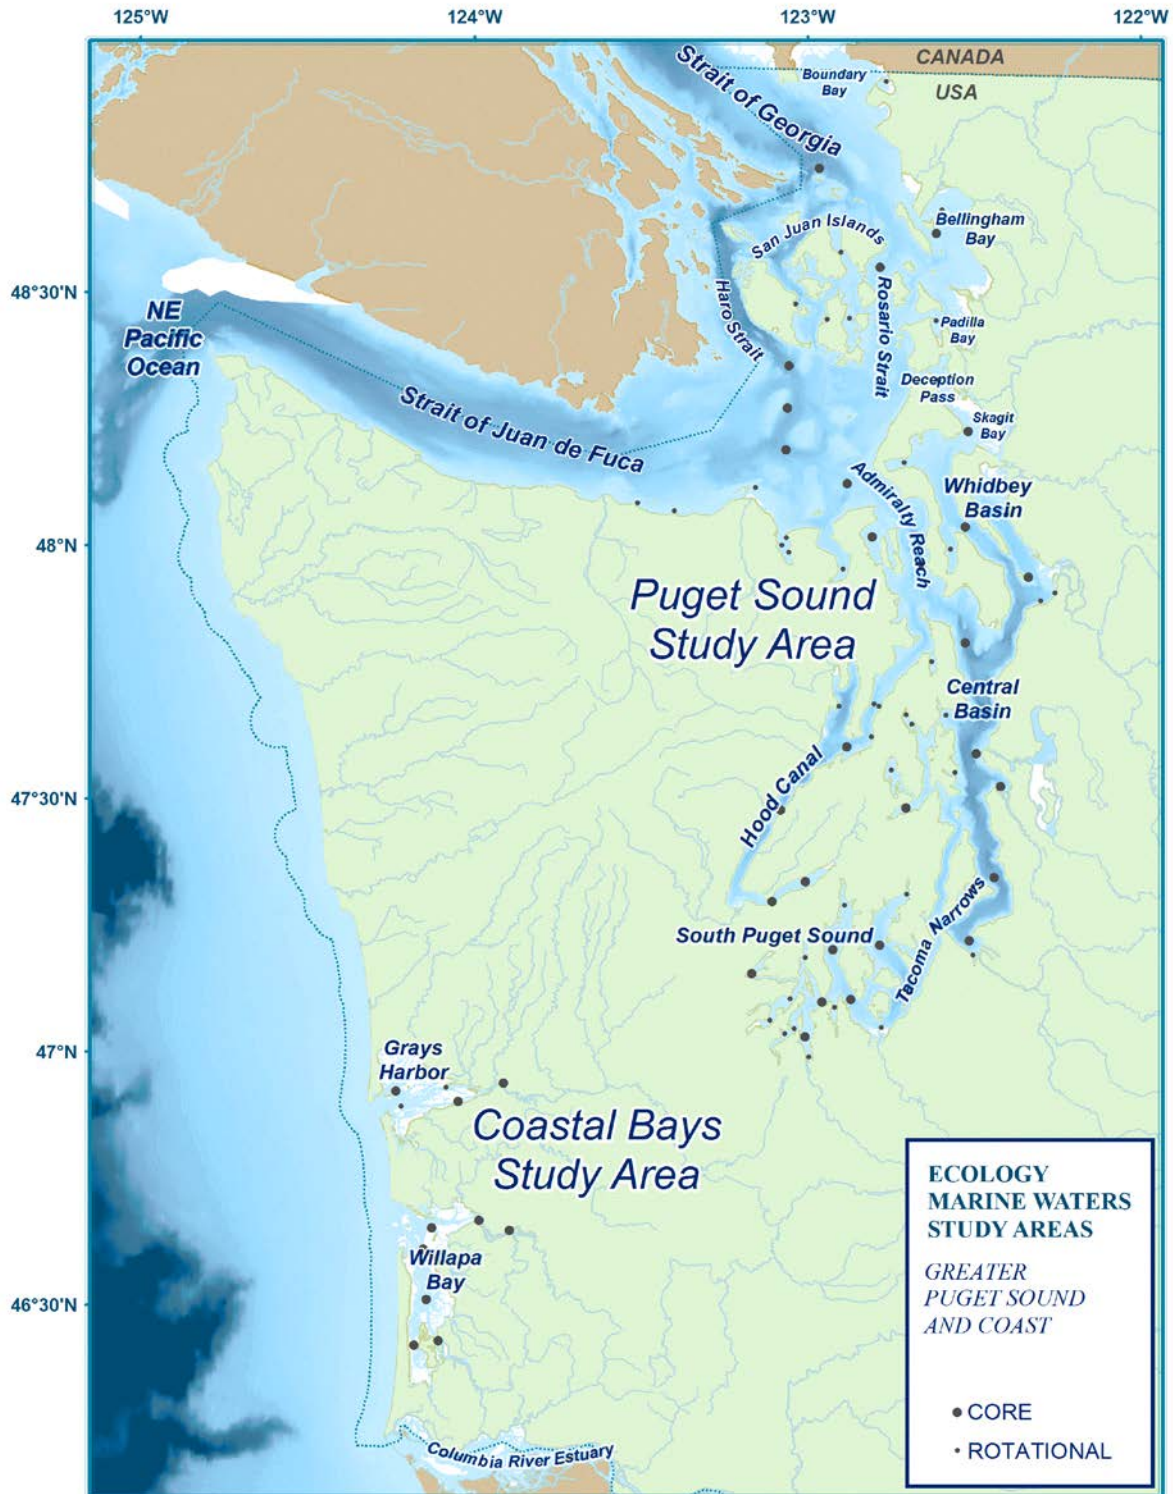 125°W
124°W
123°W
122°W
CANADA
USA
Boundary
Bay
Strait of Georgia
Bellingham
Bay
San Juan Islands
48°30'N
NE
Pacific
Ocean
Haro Strait
Rosario Strait
Padilla
Bay
Deception
Pass
Strait of Juan de Fuca
Skagit
Bay
Whidbey
Basin
Admiralty Reach
48°N
Puget Sound
Study Area
Central
Basin
Hood Canal
47°30'N
South Puget Sound
Tacoma Narrows
47°N
Grays
Harbor
Coastal Bays
Study Area
Willapa
Bay
46°30'N
Columbia River Estuary
ECOLOGY
MARINE WATERS
STUDY AREAS
GREATER
PUGET SOUND
AND COAST
CORE
ROTATIONAL